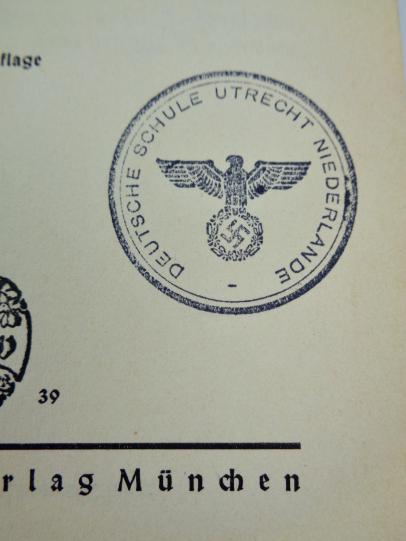 flage
DEUTSCHE SCHULE UTRECHT NIEDERLANDE
39
rlag München